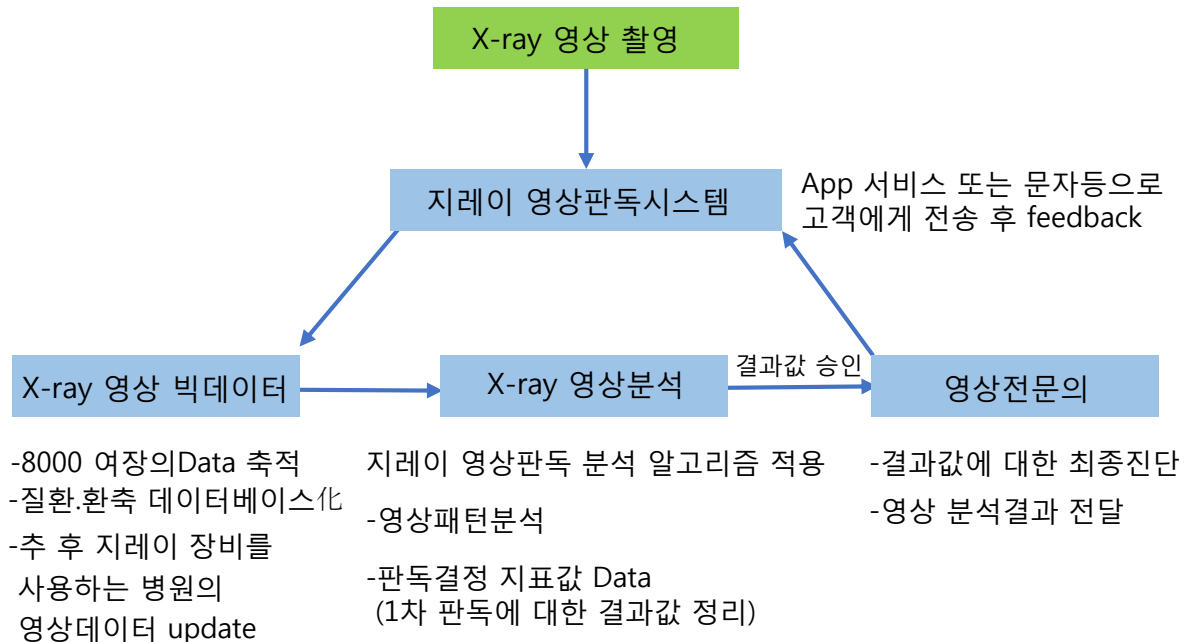 X-ray 영상 촬영
지레이 영상판독시스템
App 서비스 또는 문자등으로
고객에게 전송 후 feedback
X-ray 영상 빅데이터
X-ray 영상분석
결과값 승인
영상전문의
-8000 여장의Data 축적
-질환.환축 데이터베이스化
-추 후 지레이 장비를
사용하는 병원의
영상데이터 update
지레이 영상판독 분석 알고리즘 적용
-영상패턴분석
-판독결정 지표값 Data
(1차 판독에 대한 결과값 정리)
-결과값에 대한 최종진단
-영상 분석결과 전달